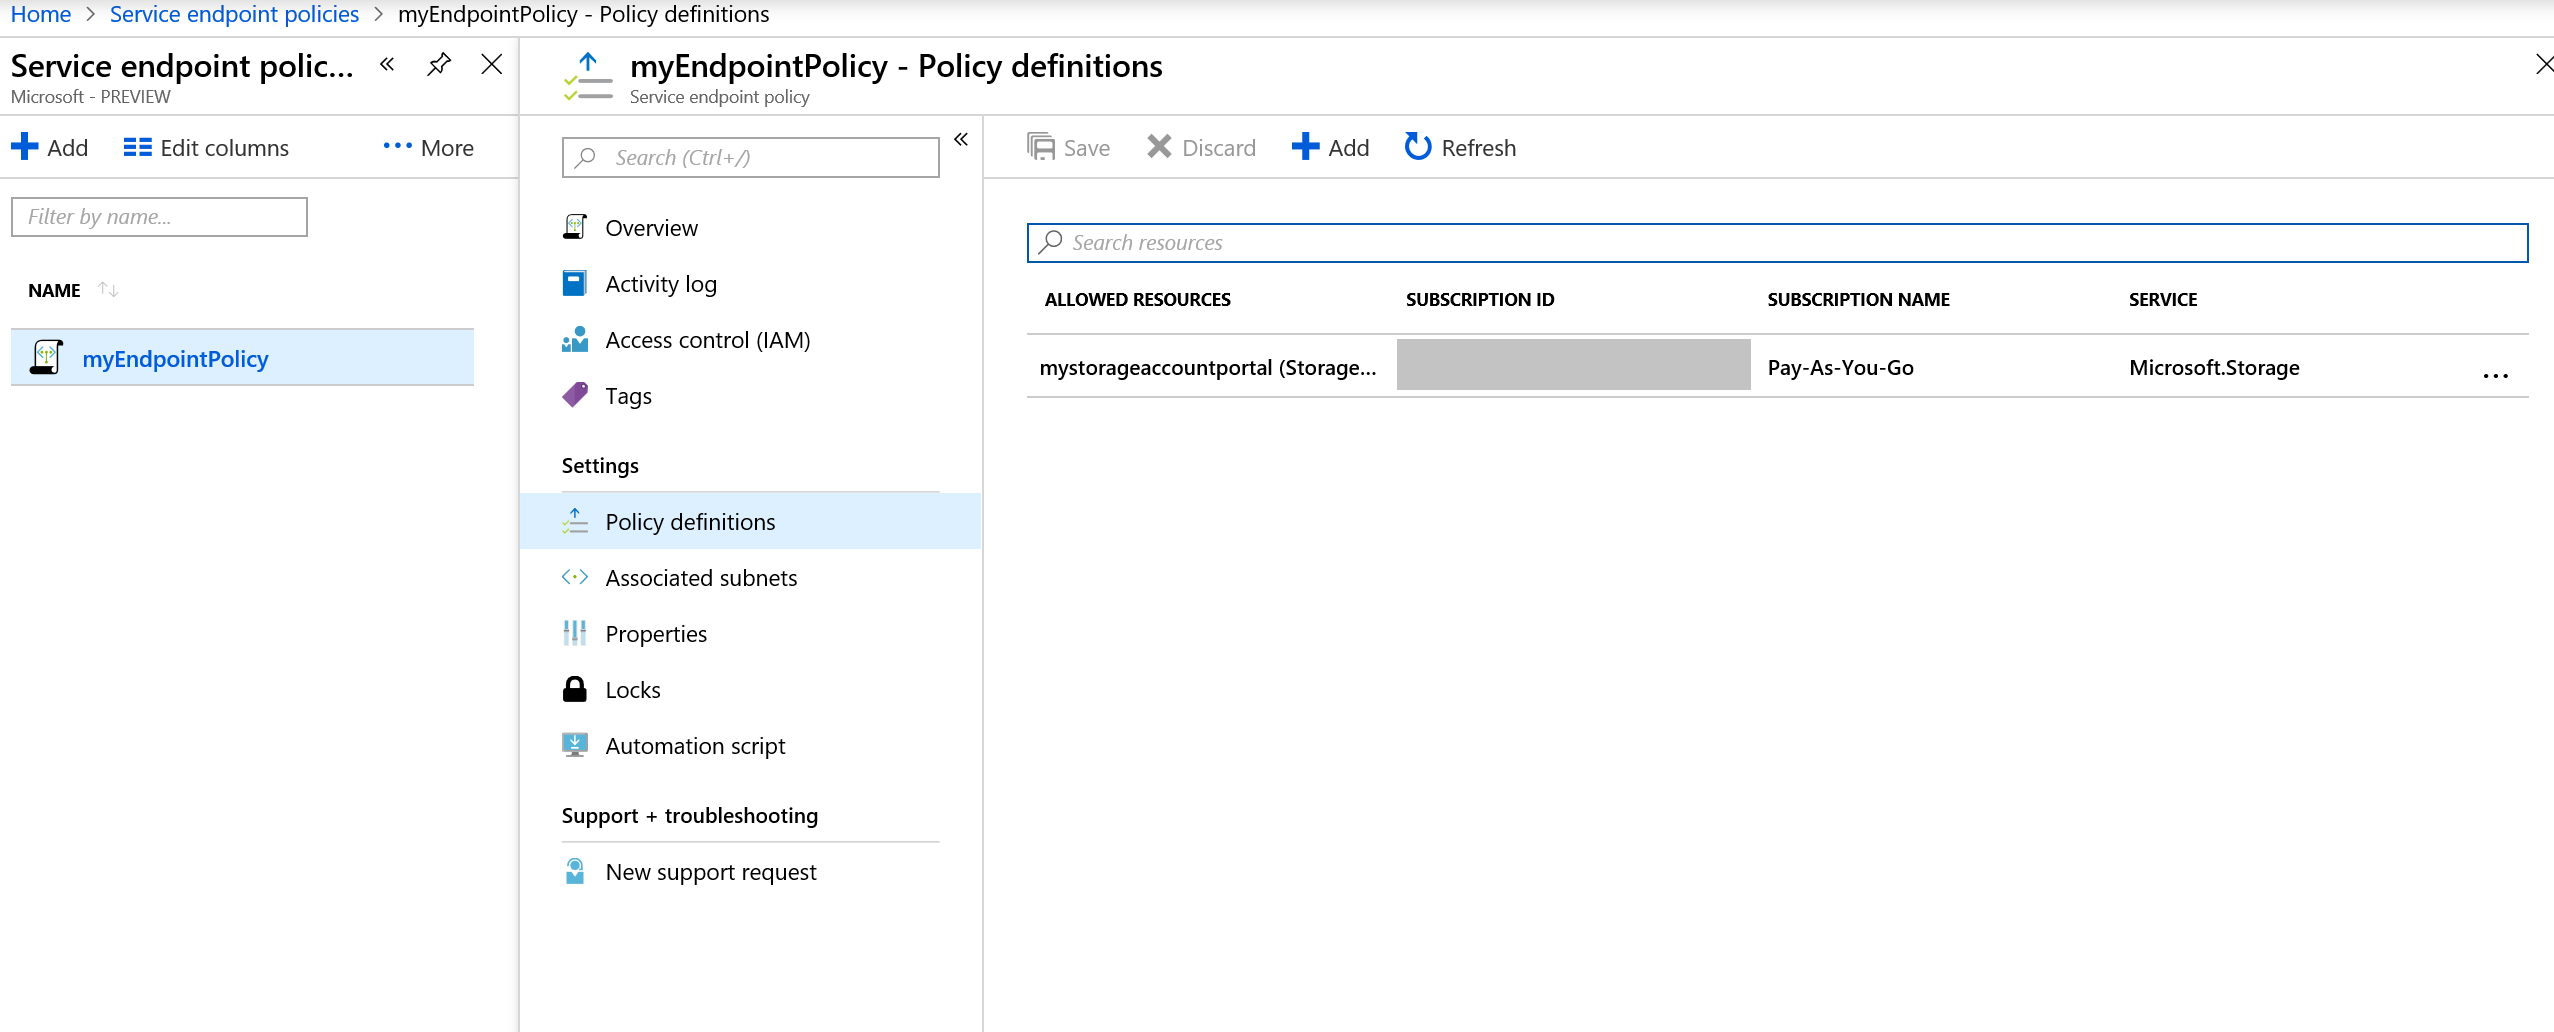 Home > Service endpoint policies > myEndpointPolicy - Policy definitions
Service endpoint polic...
Microsoft - PREVIEW
Add Edit columns ... More
Filter by name...
NAME
myEndpointPolicy
myEndpointPolicy - Policy definitions
Service endpoint policy
Search (Ctrl+/)
Overview
Activity log
Access control (IAM)
Tags
Settings
Policy definitions
Associated subnets
Properties
Locks
Automation script
Support + troubleshooting
New support request
Save Discard Add Refresh
Search resources
ALLOWED RESOURCES SUBSCRIPTION ID SUBSCRIPTION NAME SERVICE
mystorageaccountportal (Storage... Pay-As-You-Go Microsoft.Storage ...